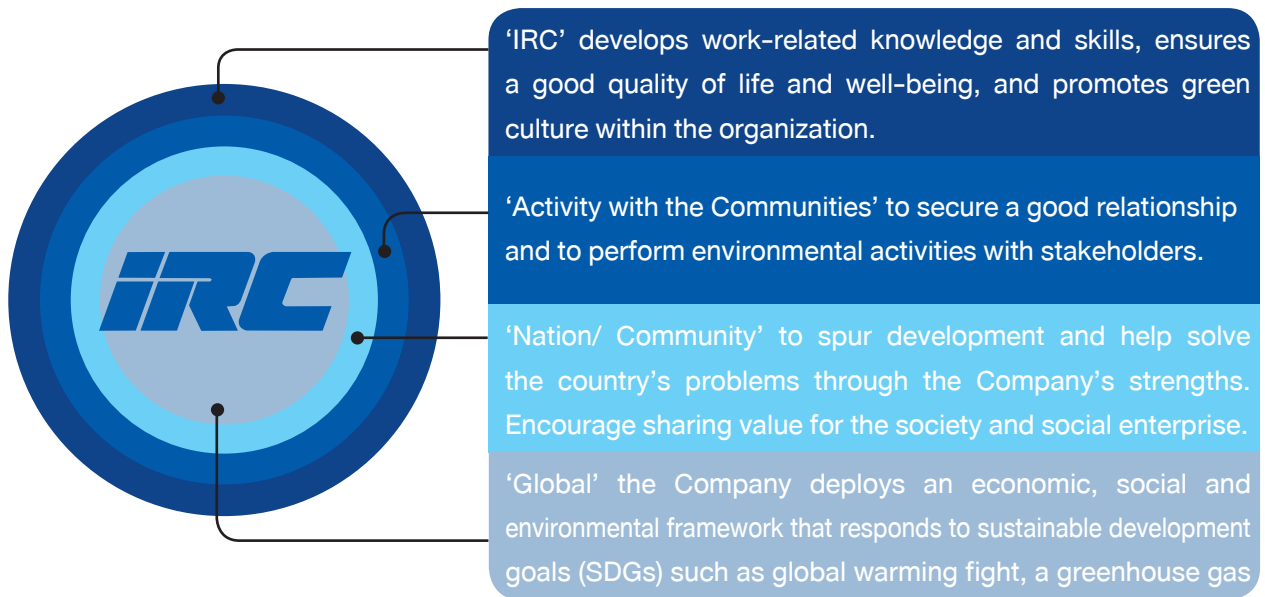 IRC
‘IRC’ develops work-related knowledge and skills, ensures
a good quality of life and well-being, and promotes green
culture within the organization.
‘Activity with the Communities’ to secure a good relationship
and to perform environmental activities with stakeholders.
‘Nation/ Community’ to spur development and help solve
the country’s problems through the Company’s strengths.
Encourage sharing value for the society and social enterprise.
‘Global’ the Company deploys an economic, social and
environmental framework that responds to sustainable development
goals (SDGs) such as global warming fight, a greenhouse gas